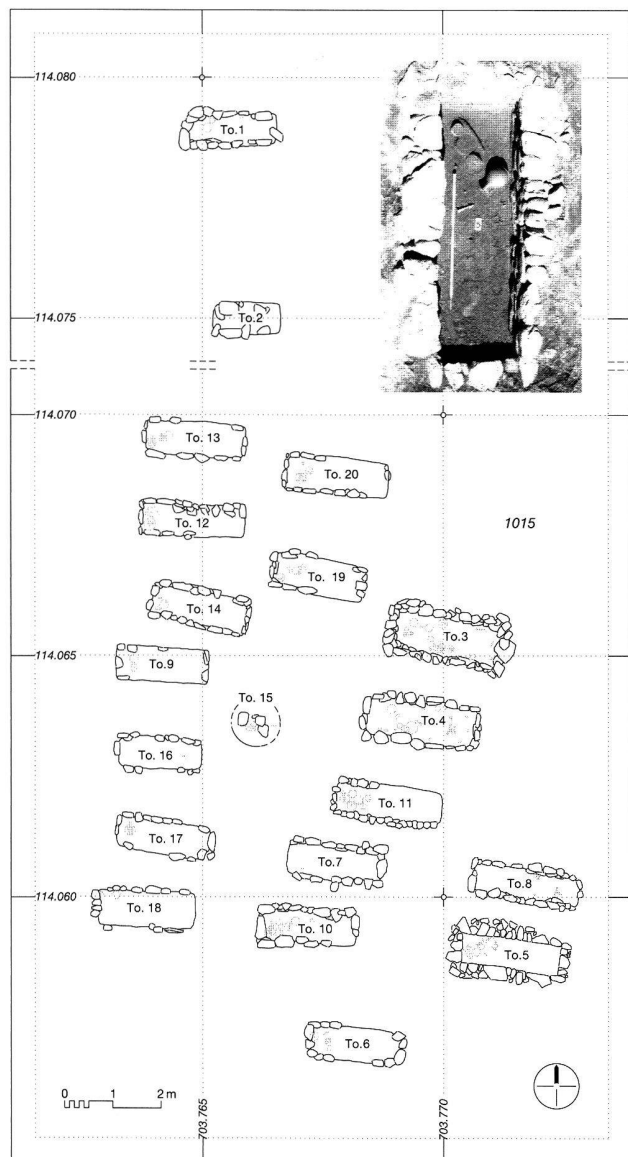 114.080
To.1
114.075
To.2
5
114.070
To. 13
To. 20
To. 12
1015
To. 19
To. 14
To.3
114.065
To.9
To. 15
To.4
To. 16
To. 11
To. 17
To.7
114.060
To.8
To. 18
To. 10
To.5
To.6
0 1 2 m
703.765
703.770